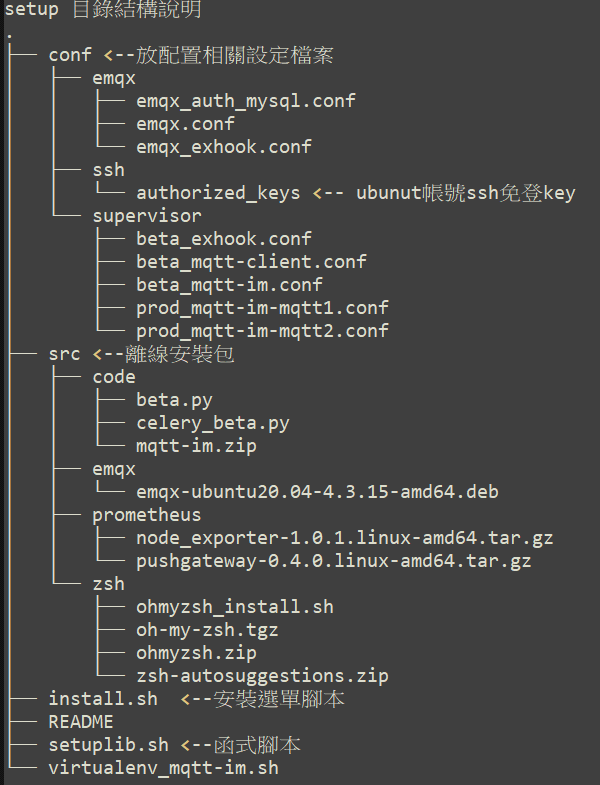 setup 目錄結構說明
.
├── conf <--放配置相關設定檔案
│   ├── emqx
│   │   ├── emqx_auth_mysql.conf
│   │   ├── emqx.conf
│   │   └── emqx_exhook.conf
│   ├── ssh
│   │   └── authorized_keys <-- ubunut帳號ssh免登key
│   └── supervisor
│       ├── beta_exhook.conf
│       ├── beta_mqtt-client.conf
│       ├── beta_mqtt-im.conf
│       ├── prod_mqtt-im-mqtt1.conf
│       └── prod_mqtt-im-mqtt2.conf
├── src <--離線安裝包
│   ├── code
│   │   ├── beta.py
│   │   ├── celery_beta.py
│   │   └── mqtt-im.zip
│   ├── emqx
│   │   └── emqx-ubuntu20.04-4.3.15-amd64.deb
│   ├── prometheus
│   │   ├── node_exporter-1.0.1.linux-amd64.tar.gz
│   │   └── pushgateway-0.4.0.linux-amd64.tar.gz
│   └── zsh
│       ├── ohmyzsh_install.sh
│       ├── oh-my-zsh.tgz
│       ├── ohmyzsh.zip
│       └── zsh-autosuggestions.zip
├── install.sh  <--安裝選單腳本
├── README
├── setuplib.sh <--函式腳本
└── virtualenv_mqtt-im.sh